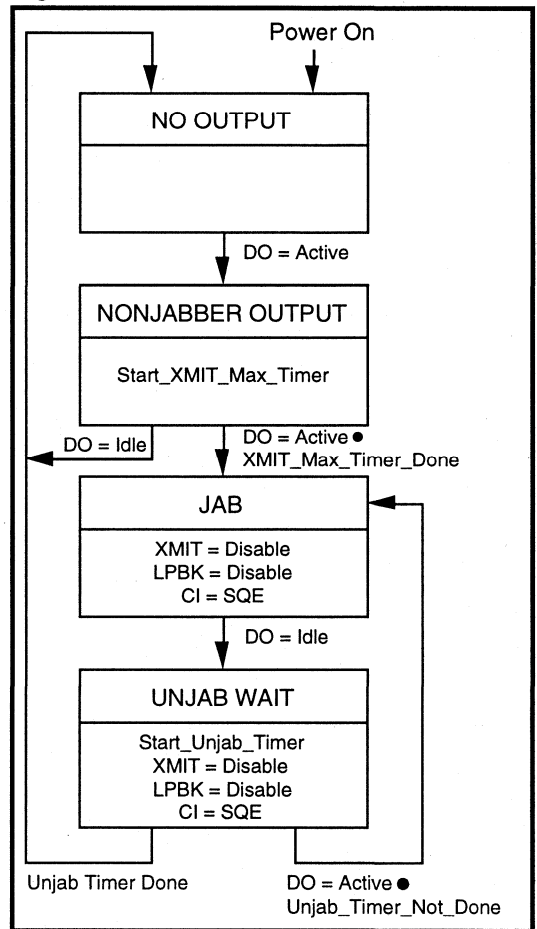 Power On
NO OUTPUT
DO = Active
NONJABBER OUTPUT
Start_XMIT_Max_Timer
DO = Idle
DO = Active ●
XMIT_Max_Timer_Done
JAB
XMIT = Disable
LPBK = Disable
CI = SQE
DO = Idle
UNJAB WAIT
Start_Unjab_Timer
XMIT = Disable
LPBK = Disable
CI = SQE
Unjab Timer Done
DO = Active ●
Unjab_Timer_Not_Done